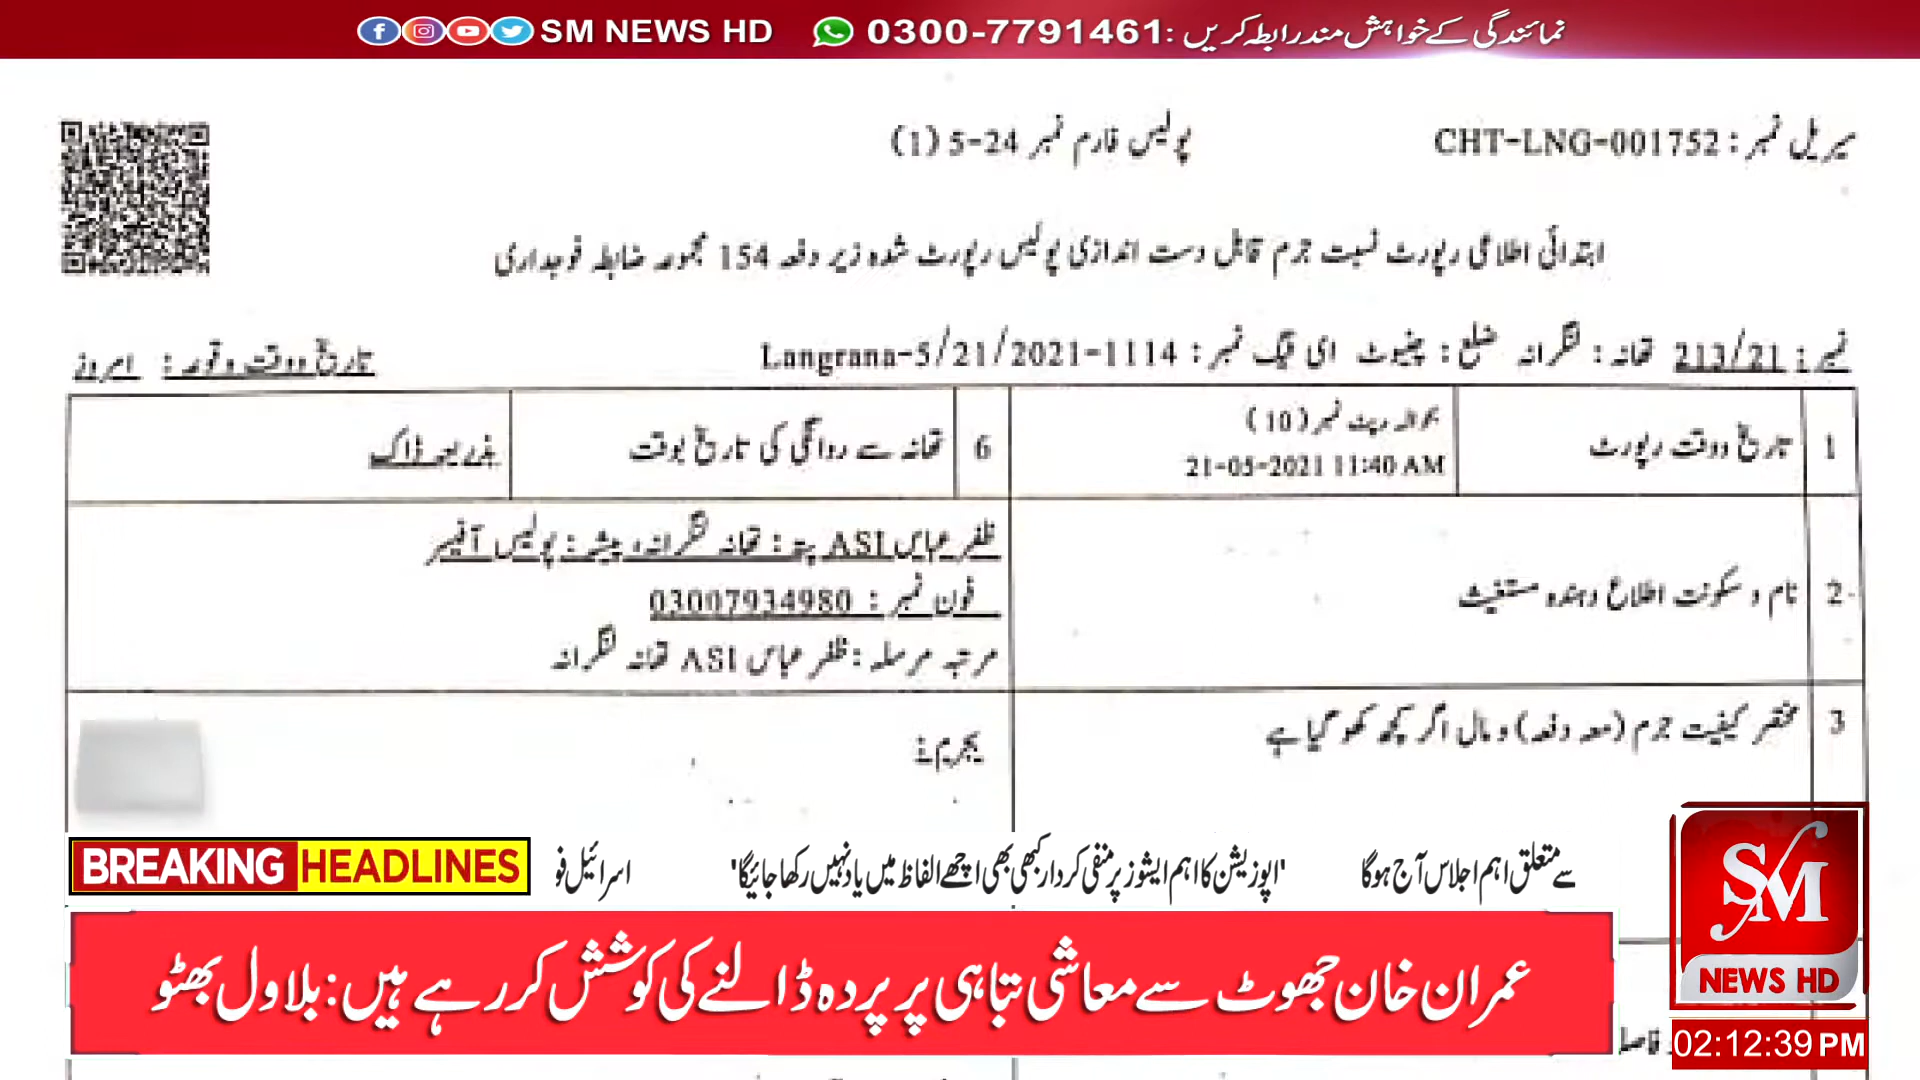 SM NEWS HD 0300-7791461: نمائندگی کے خواہش مند رابطہ کریں
سیریل نمبر : CHT-LNG-001752
پولیس فارم نمبر 24-5 (1)
ابتدائی اطلاعی رپورٹ نسبت جرم قابل دست اندازی پولیس رپورٹ شدہ زیر دفعہ 154 مجموعہ ضابطہ فوجداری
نمبر : 213/21 تھانہ : لنگرانہ ضلع : چنیوٹ ای ٹیگ نمبر : Langrana-5/21/2021-1114 تاریخ و وقت وقوعہ : امروز
1 تاریخ و وقت رپورٹ
بحوالہ رپٹ نمبر (10)
21-05-2021 11:40 AM
6 تھانہ سے روانگی کی تاریخ بوقت
بذریعہ ڈاک
2 نام و سکونت اطلاع دہندہ مستغیث
ظفر عباس ASI پتہ : تھانہ لنگرانہ، پیشہ : پولیس آفیسر
فون نمبر : 03007934980
مرتبہ مرسلہ : ظفر عباس ASI تھانہ لنگرانہ
3 مختصر کیفیت جرم (معہ دفعہ) و مال اگر کچھ کھو گیا ہے
بجرم :
BREAKING HEADLINES
سے متعلق اہم اجلاس آج ہوگا 'اپوزیشن کا اہم ایشوز پر منفی کردار کبھی بھی اچھے الفاظ میں یاد نہیں رکھا جائیگا' اسرائیل فو
عمران خان جھوٹ سے معاشی تباہی پر پردہ ڈالنے کی کوشش کر رہے ہیں: بلاول بھٹو
SM
NEWS HD
02:12:39 PM